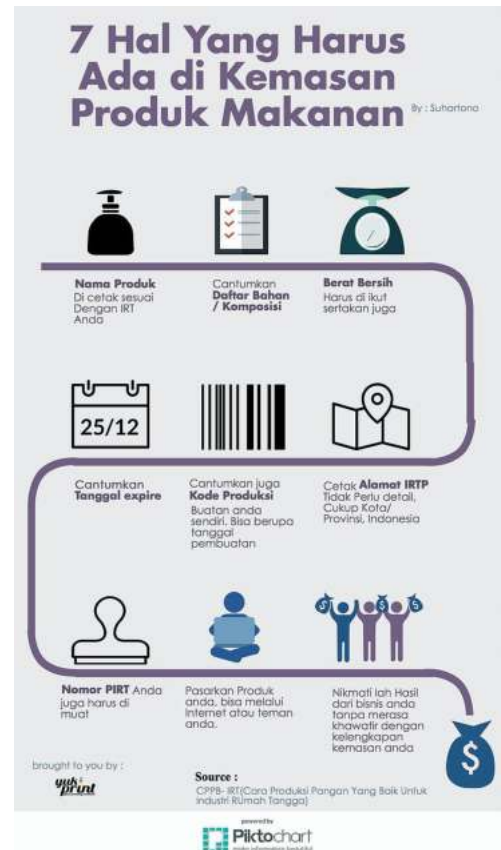 7 Hal Yang Harus
Ada di Kemasan
Produk Makanan
By : Suhartono
Nama Produk
Di cetak sesuai
Dengan IRT
Anda
Cantumkan
Daftar Bahan
/ Komposisi
Berat Bersih
Harus di ikut
sertakan juga
25/12
Cantumkan
Tanggal expire
Cantumkan juga
Kode Produksi
Buatan anda
sendiri. Bisa berupa
tanggal
pembuatan
Cetak Alamat IRTP
Tidak Perlu detail,
Cukup Kota/
Provinsi, Indonesia
Nomor PIRT Anda
juga harus di
muat
Pasarkan Produk
anda, bisa melalui
Internet atau teman
anda.
Nikmati lah Hasil
dari bisnis anda
tanpa merasa
khawatir dengan
kelengkapan
kemasan anda
$
brought to you by :
yuk
print
Source :
CPPB- IRT(Cara Produksi Pangan Yang Baik Untuk
Industri RUmah Tangga)
powered by
Piktochart
make information beautiful